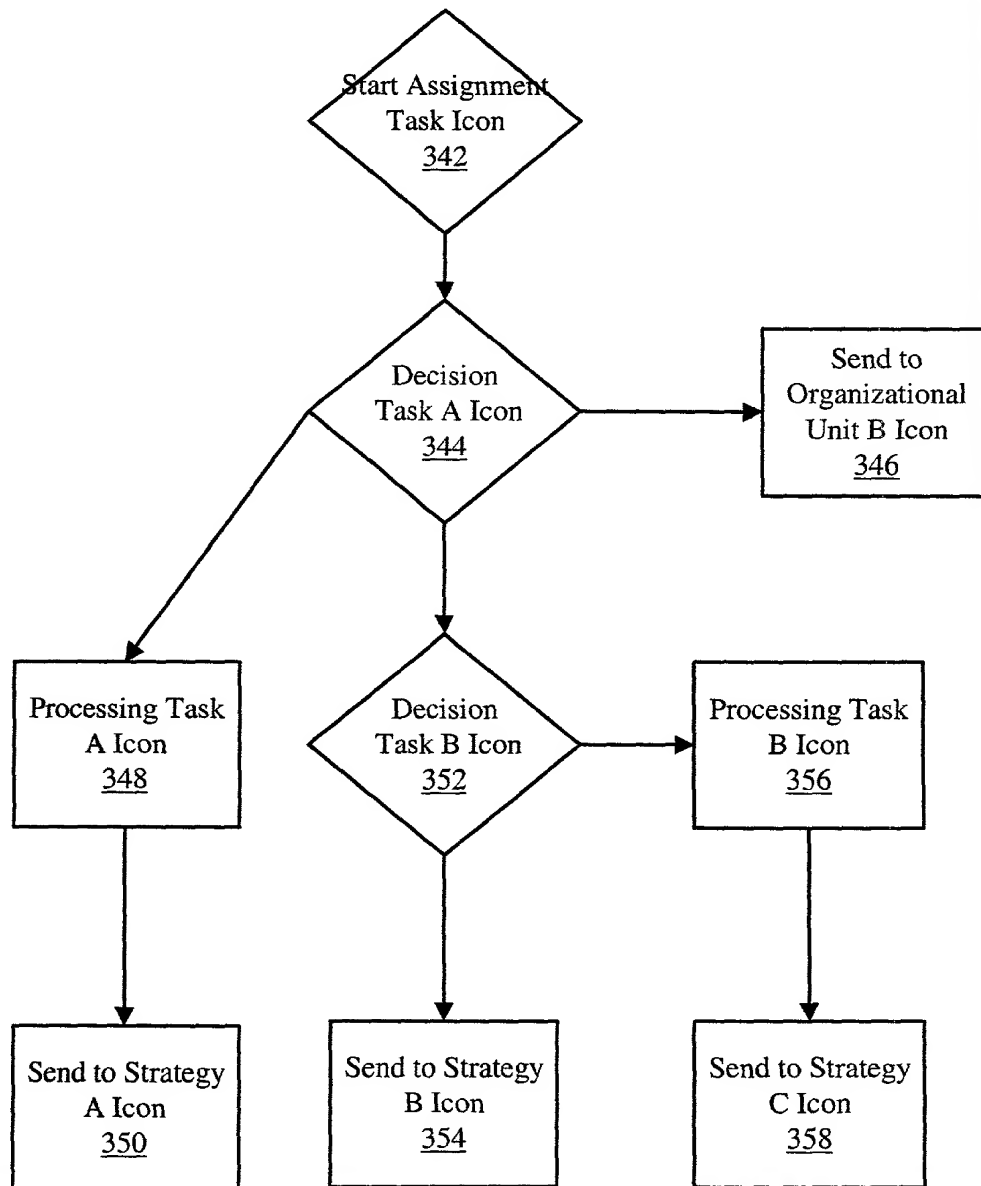 Start Assignment
Task Icon
342
Decision
Task A Icon
344
Send to
Organizational
Unit B Icon
346
Processing Task
A Icon
348
Decision
Task B Icon
352
Processing Task
B Icon
356
Send to Strategy
A Icon
350
Send to Strategy
B Icon
354
Send to Strategy
C Icon
358